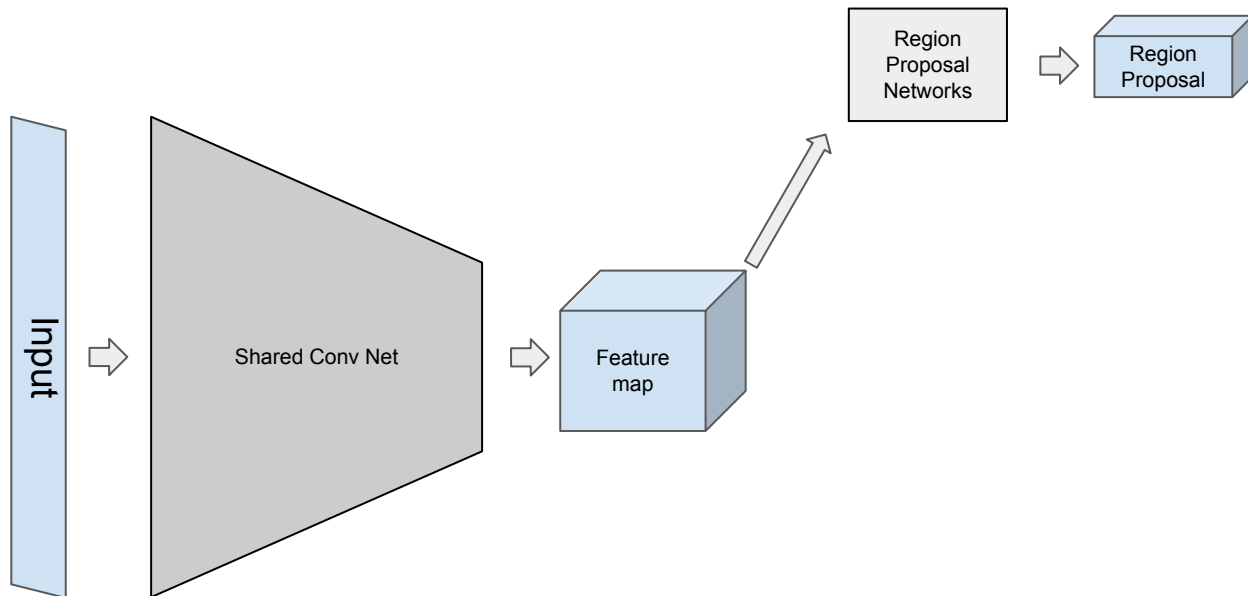 Input
Shared Conv Net
Feature
map
Region
Proposal
Networks
Region
Proposal